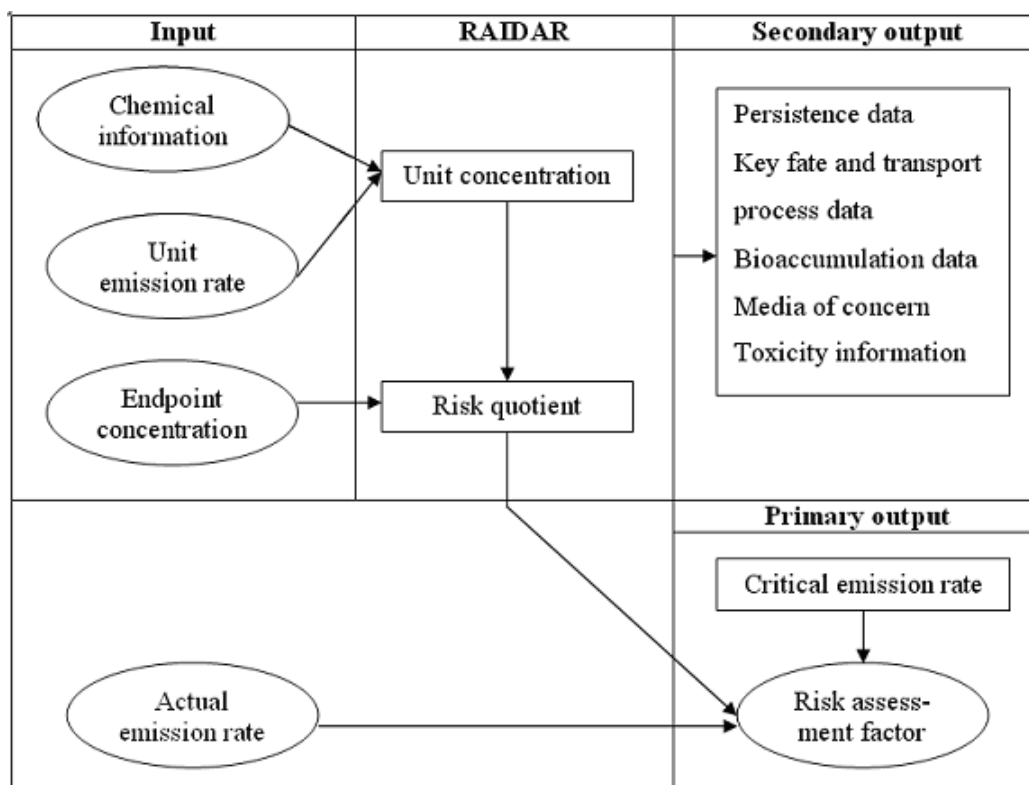 Input
RAIDAR
Secondary output
Chemical
information
Unit
emission rate
Endpoint
concentration
Unit concentration
Risk quotient
Persistence data
Key fate and transport
process data
Bioaccumulation data
Media of concern
Toxicity information
Primary output
Critical emission rate
Actual
emission rate
Risk assess-
ment factor